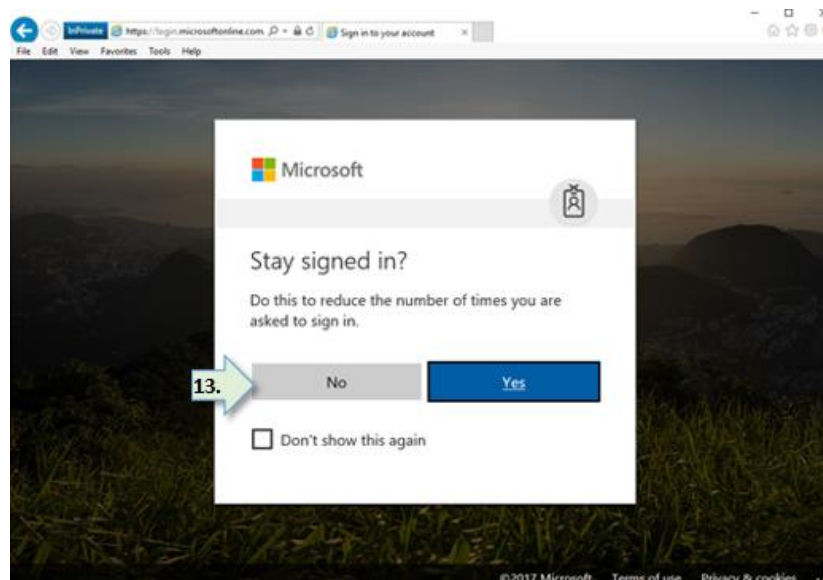 InPrivate https://login.microsoftonline.com Sign in to your account
File Edit View Favorites Tools Help
Microsoft
Stay signed in?
Do this to reduce the number of times you are
asked to sign in.
13. No Yes
Don't show this again
©2017 Microsoft Terms of use Privacy & cookies